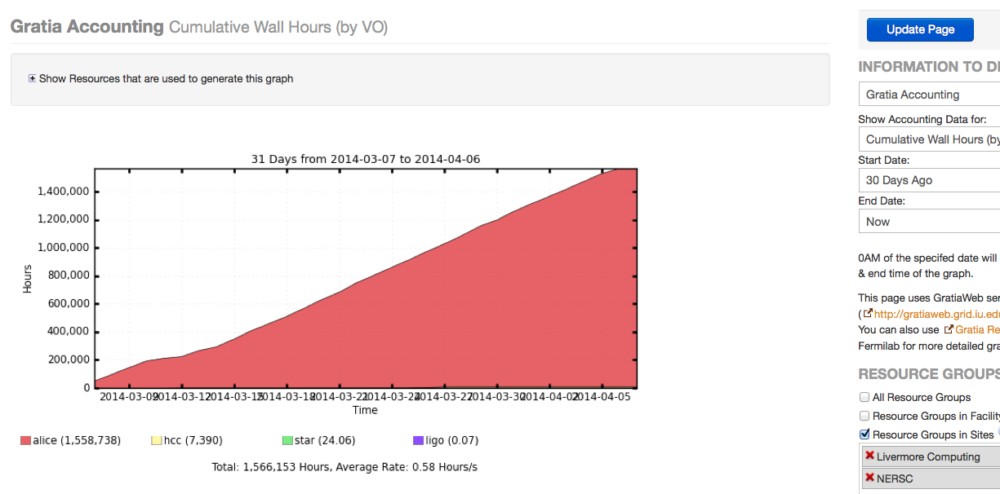 Gratia Accounting Cumulative Wall Hours (by VO)
Show Resources that are used to generate this graph
31 Days from 2014-03-07 to 2014-04-06
1,400,000
1,200,000
1,000,000
800,000
600,000
400,000
200,000
0
Hours
2014-03-09 2014-03-12 2014-03-15 2014-03-18 2014-03-21 2014-03-24 2014-03-27 2014-03-30 2014-04-02 2014-04-05
Time
alice (1,558,738) hcc (7,390) star (24.06) ligo (0.07)
Total: 1,566,153 Hours, Average Rate: 0.58 Hours/s
Update Page
INFORMATION TO DI
Gratia Accounting
Show Accounting Data for:
Cumulative Wall Hours (by
Start Date:
30 Days Ago
End Date:
Now
0AM of the specifed date will
& end time of the graph.
This page uses GratiaWeb ser
(http://gratiaweb.grid.iu.edu
You can also use Gratia Re
Fermilab for more detailed gra
RESOURCE GROUPS
All Resource Groups
Resource Groups in Facility
Resource Groups in Sites
Livermore Computing
NERSC